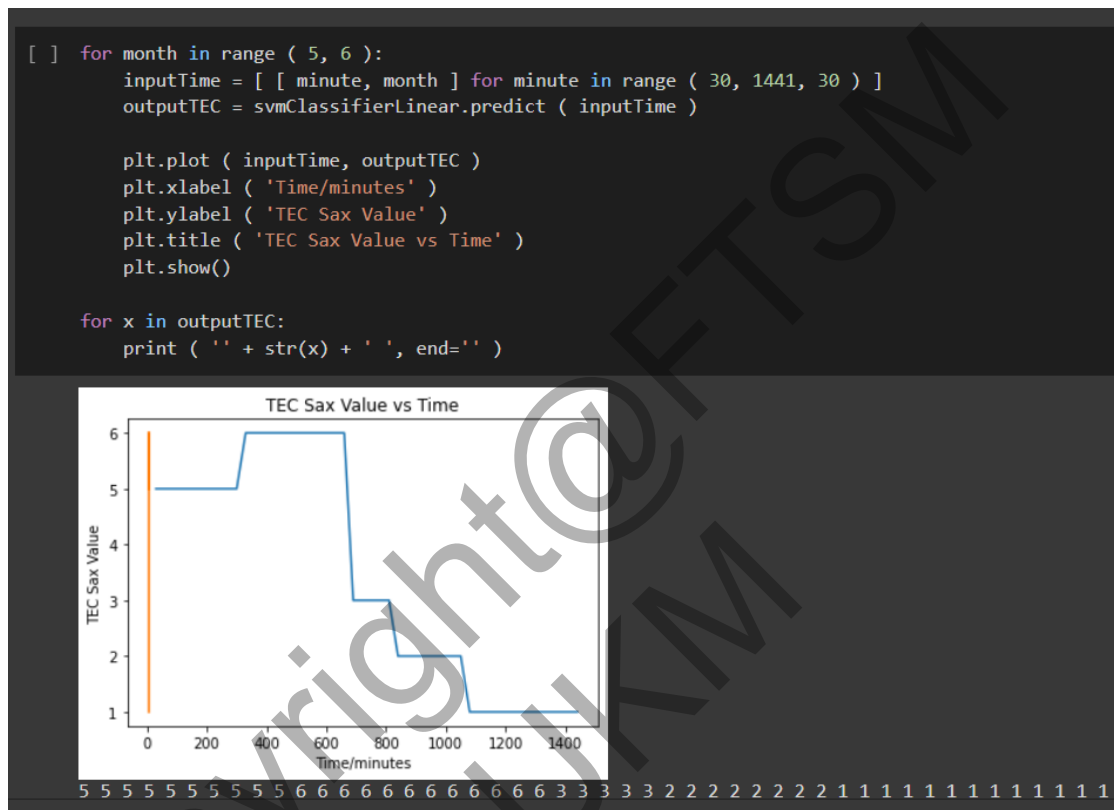 [ ] for month in range ( 5, 6 ):
inputTime = [ [ minute, month ] for minute in range ( 30, 1441, 30 ) ]
outputTEC = svmClassifierLinear.predict ( inputTime )
plt.plot ( inputTime, outputTEC )
plt.xlabel ( 'Time/minutes' )
plt.ylabel ( 'TEC Sax Value' )
plt.title ( 'TEC Sax Value vs Time' )
plt.show()
for x in outputTEC:
print ( '' + str(x) + ' ', end='' )
TEC Sax Value vs Time
TEC Sax Value
6
5
4
3
2
1
0 200 400 600 800 1000 1200 1400
Time/minutes
5 5 5 5 5 5 5 5 5 5 6 6 6 6 6 6 6 6 6 6 6 6 3 3 3 3 3 2 2 2 2 2 2 2 2 1 1 1 1 1 1 1 1 1 1 1 1 1
yright@FTSM
UKM